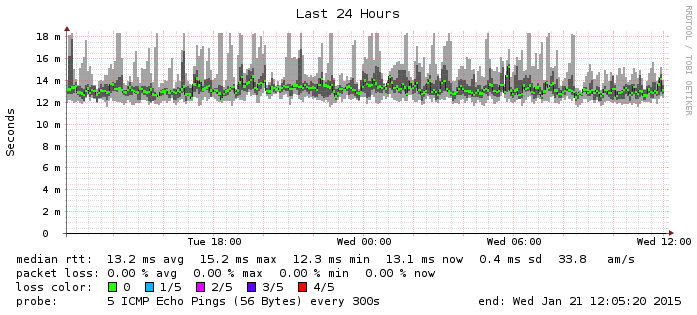 Last 24 Hours
RRDTOOL / TOBI OETIKER
Seconds
18 m
16 m
14 m
12 m
10 m
8 m
6 m
4 m
2 m
0
Tue 18:00 Wed 00:00 Wed 06:00 Wed 12:00
median rtt: 13.2 ms avg 15.2 ms max 12.3 ms min 13.1 ms now 0.4 ms sd 33.8 am/s
packet loss: 0.00 % avg 0.00 % max 0.00 % min 0.00 % now
loss color: 0 1/5 2/5 3/5 4/5
probe: 5 ICMP Echo Pings (56 Bytes) every 300s end: Wed Jan 21 12:05:20 2015